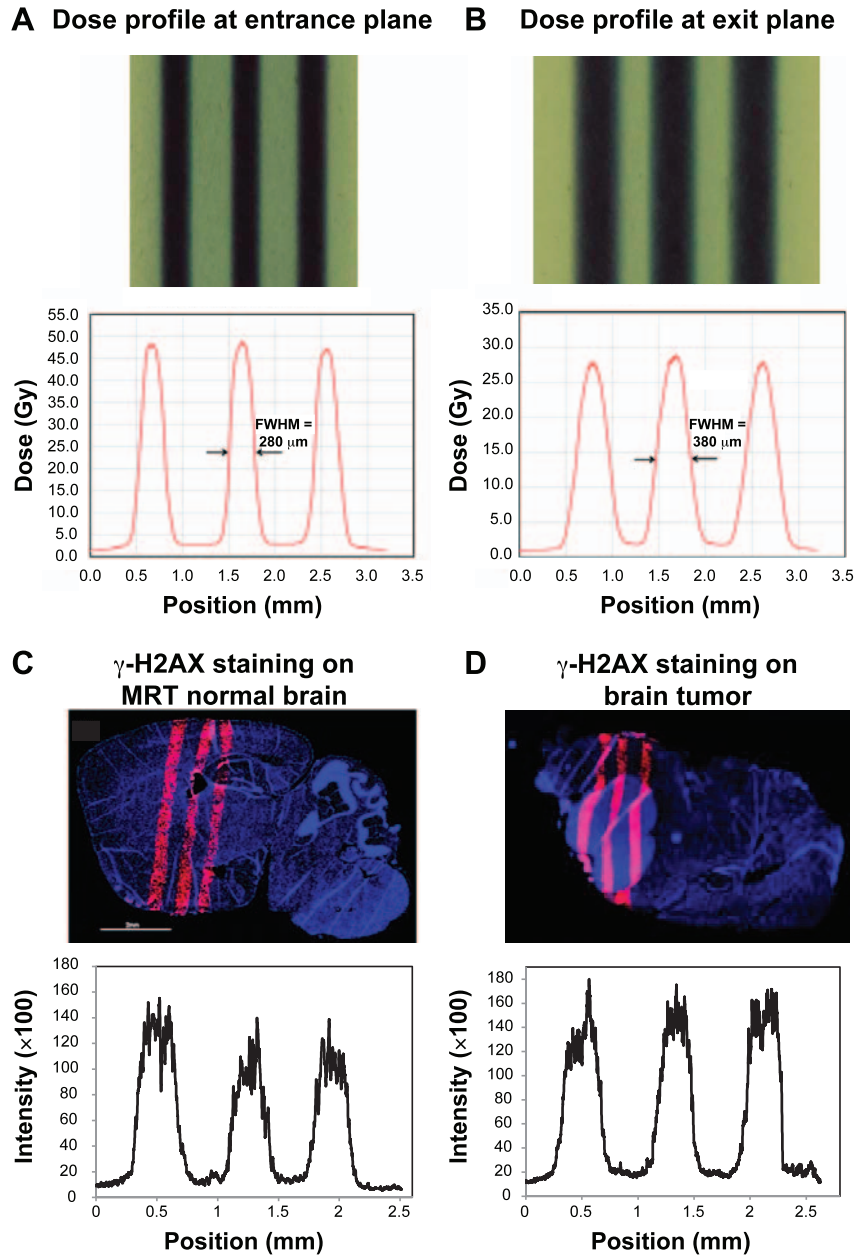 A Dose profile at entrance plane
B Dose profile at exit plane
55.0
50.0
45.0
40.0
35.0
30.0
25.0
20.0
15.0
10.0
5.0
0.0
Dose (Gy)
FWHM =
280 μm
0.0 0.5 1.0 1.5 2.0 2.5 3.0 3.5
Position (mm)
35.0
30.0
25.0
20.0
15.0
10.0
5.0
0.0
Dose (Gy)
FWHM =
380 μm
0.0 0.5 1.0 1.5 2.0 2.5 3.0 3.5
Position (mm)
C γ-H2AX staining on
MRT normal brain
D γ-H2AX staining on
brain tumor
180
160
140
120
100
80
60
40
20
0
Intensity (×100)
0 0.5 1 1.5 2 2.5
Position (mm)
180
160
140
120
100
80
60
40
20
0
Intensity (×100)
0 0.5 1 1.5 2 2.5
Position (mm)